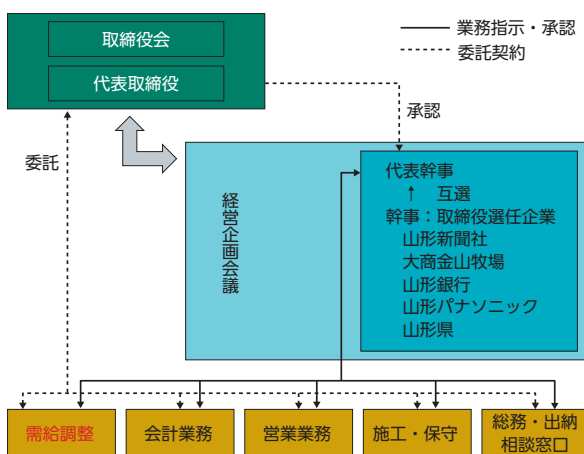 取締役会
代表取締役
業務指示・承認
委託契約
承認
委託
経営企画会議
代表幹事
↑ 互選
幹事：取締役選任企業
山形新聞社
大商金山牧場
山形銀行
山形パナソニック
山形県
需給調整
会計業務
営業業務
施工・保守
総務・出納
相談窓口